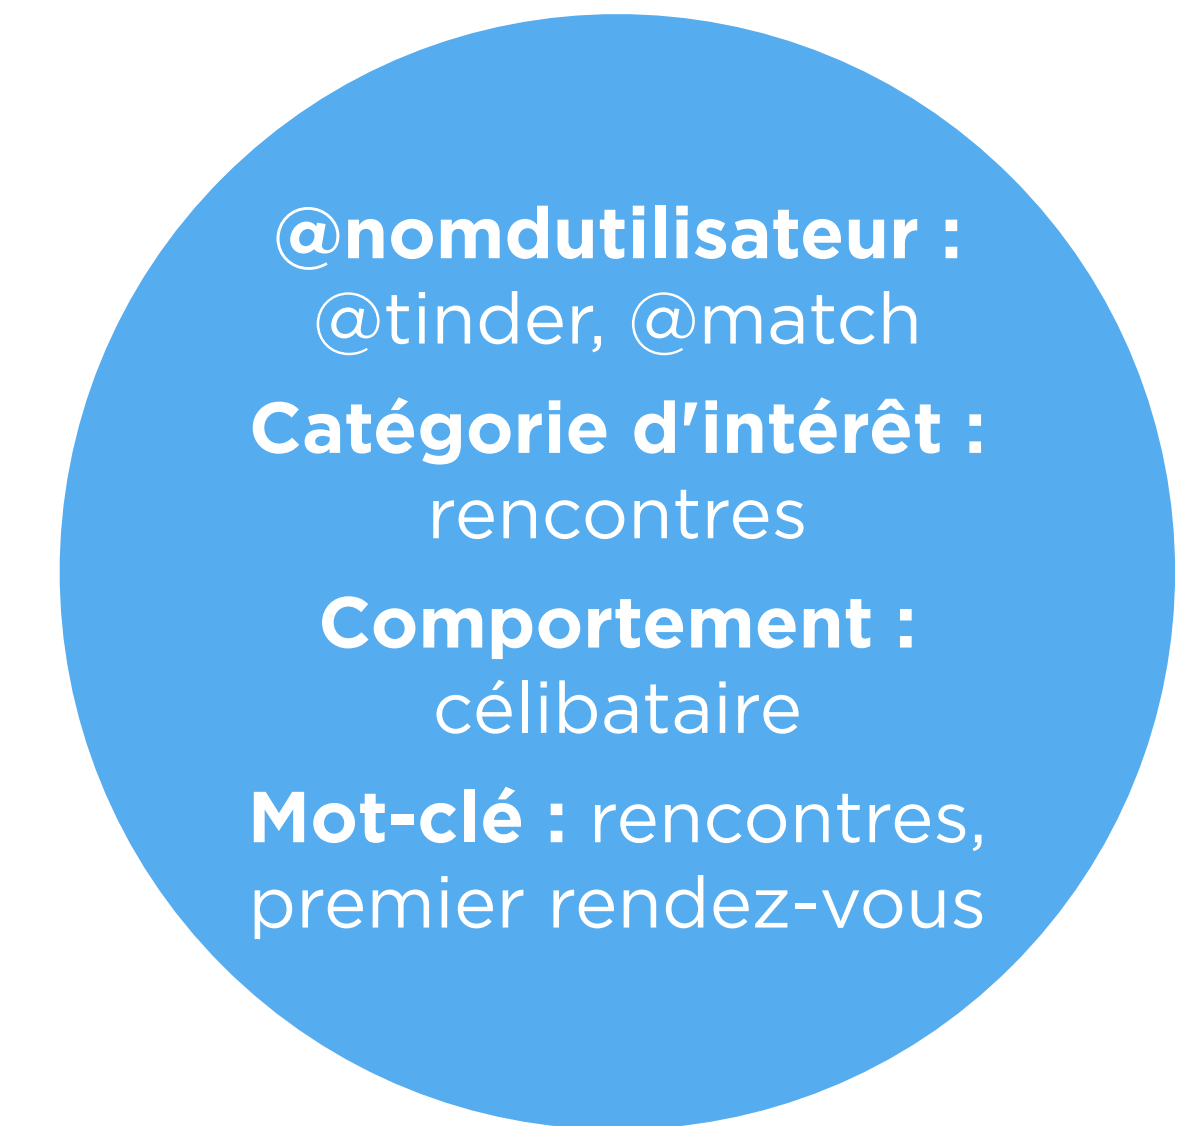 @nomdutilisateur :
@tinder, @match
Catégorie d'intérêt :
rencontres
Comportement :
célibataire
Mot-clé : rencontres,
premier rendez-vous